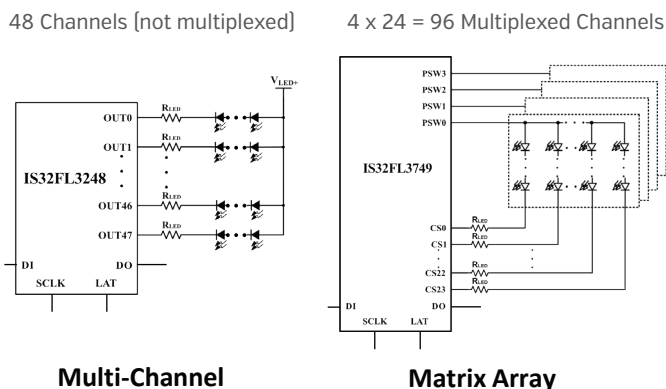 48 Channels (not multiplexed)
4 x 24 = 96 Multiplexed Channels
VLED+
OUT0
RLED
OUT1
RLED
IS32FL3248
OUT46
RLED
OUT47
RLED
DI
DO
SCLK
LAT
Multi-Channel
PSW3
PSW2
PSW1
PSW0
IS32FL3749
CS0
RLED
CS1
RLED
CS22
RLED
CS23
RLED
DI
DO
SCLK
LAT
Matrix Array